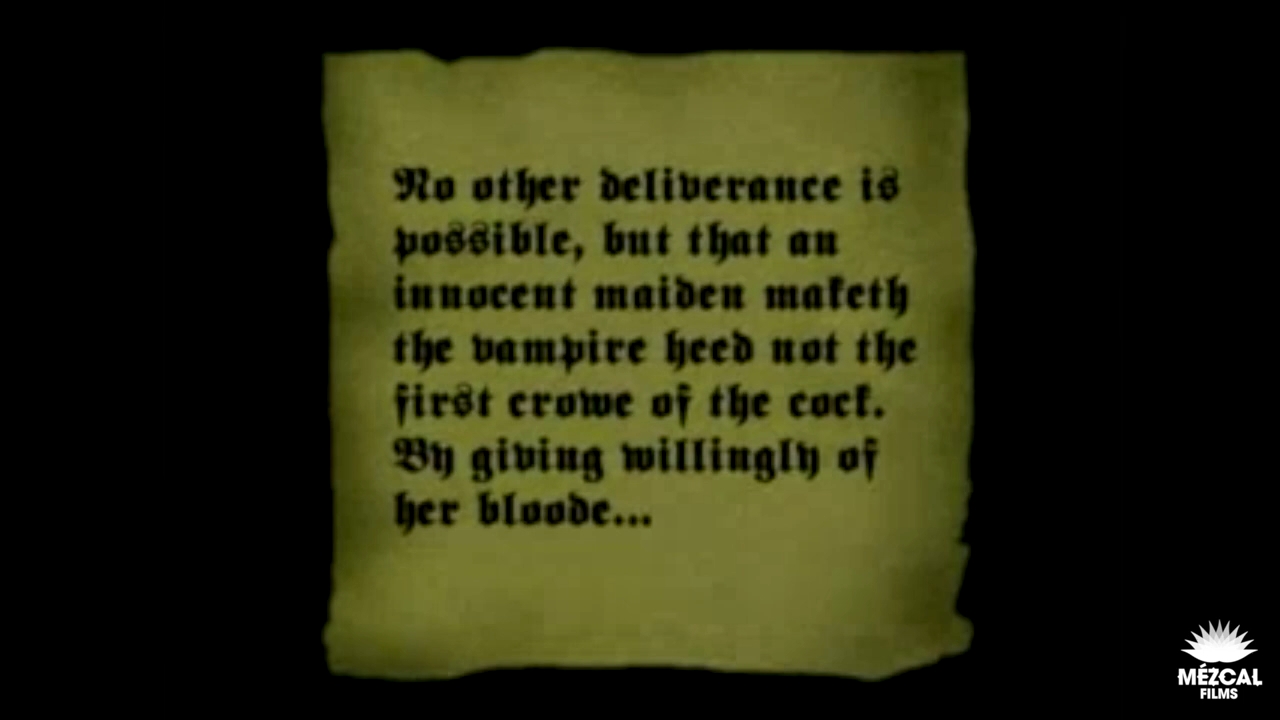 No other deliverance is
possible, but that an
innocent maiden maketh
the vampire heed not the
first crowe of the cock.
By giving willingly of
her bloode...
MÉZCAL
FILMS